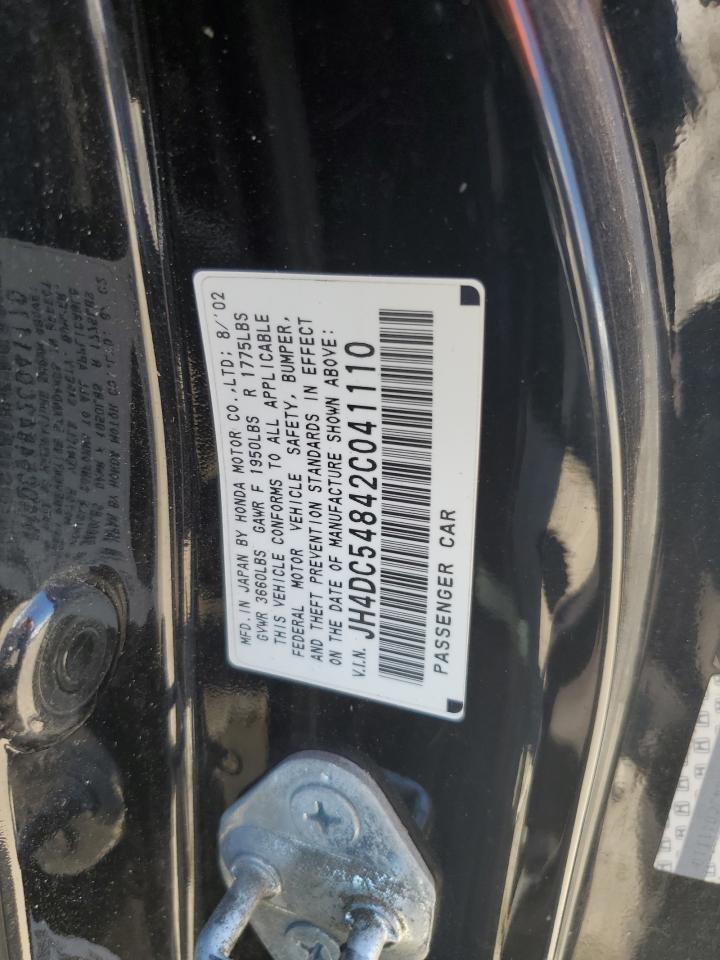 MFD. IN JAPAN BY HONDA MOTOR CO.,LTD; 8/'02
GVWR 3660LBS GAWR F 1950LBS R 1775LBS
THIS VEHICLE CONFORMS TO ALL APPLICABLE
FEDERAL MOTOR VEHICLE SAFETY, BUMPER,
AND THEFT PREVENTION STANDARDS IN EFFECT
ON THE DATE OF MANUFACTURE SHOWN ABOVE:
V.I.N. JH4DC54842C041110
PASSENGER CAR